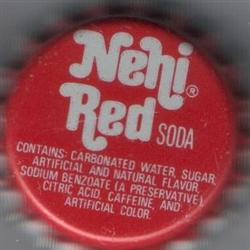 Nehi®
Red SODA
CONTAINS: CARBONATED WATER, SUGAR,
ARTIFICIAL AND NATURAL FLAVOR,
SODIUM BENZOATE (A PRESERVATIVE)
CITRIC ACID, CAFFEINE, AND
ARTIFICIAL COLOR.